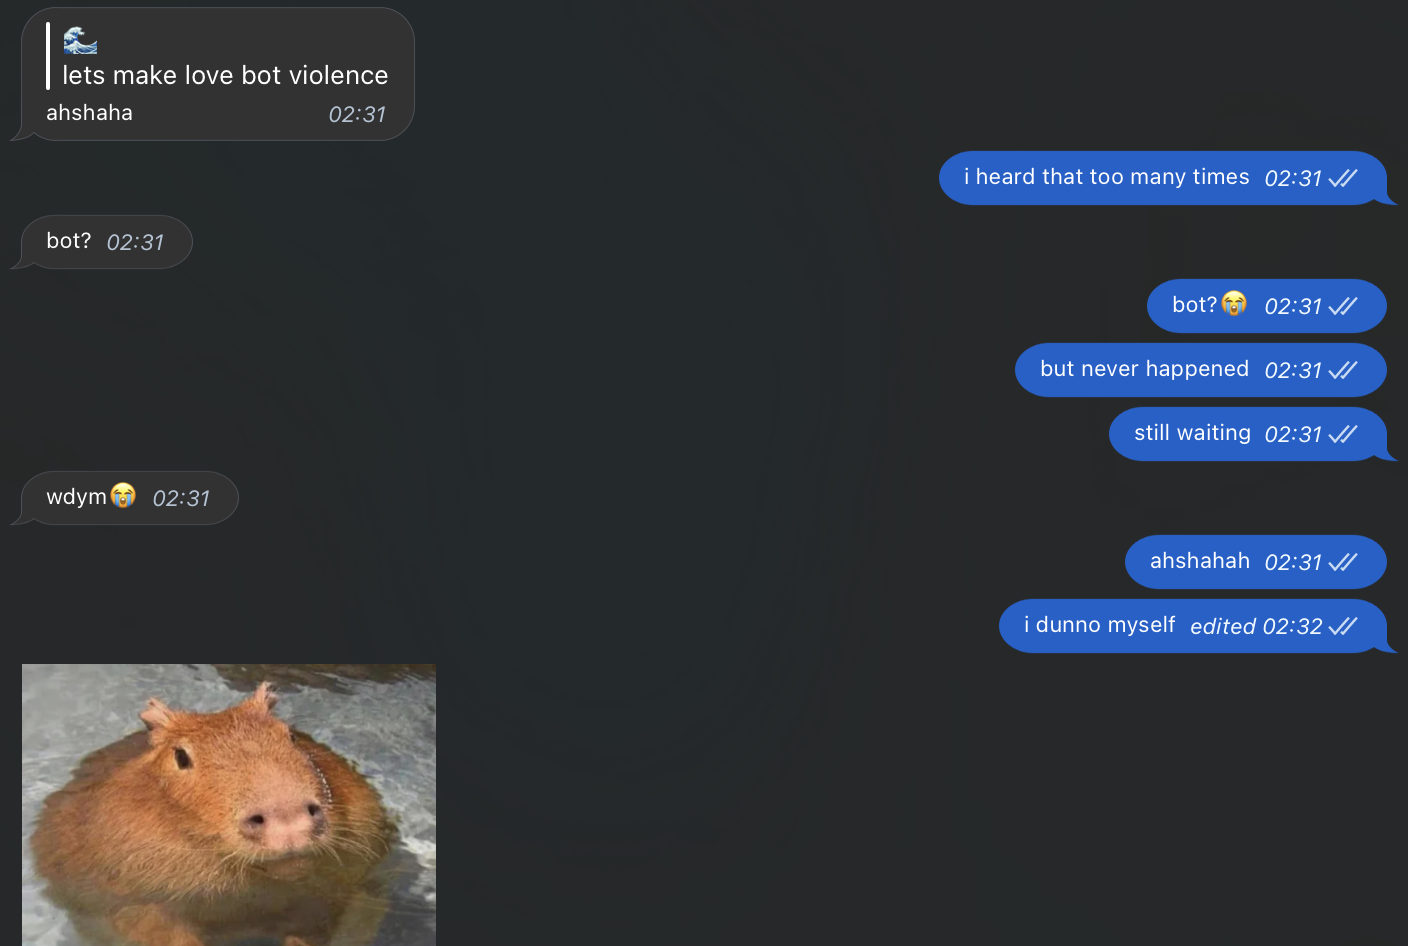 🌊
lets make love bot violence
ahshaha 02:31
i heard that too many times 02:31
bot? 02:31
bot?😭 02:31
but never happened 02:31
still waiting 02:31
wdym😭 02:31
ahshahah 02:31
i dunno myself edited 02:32